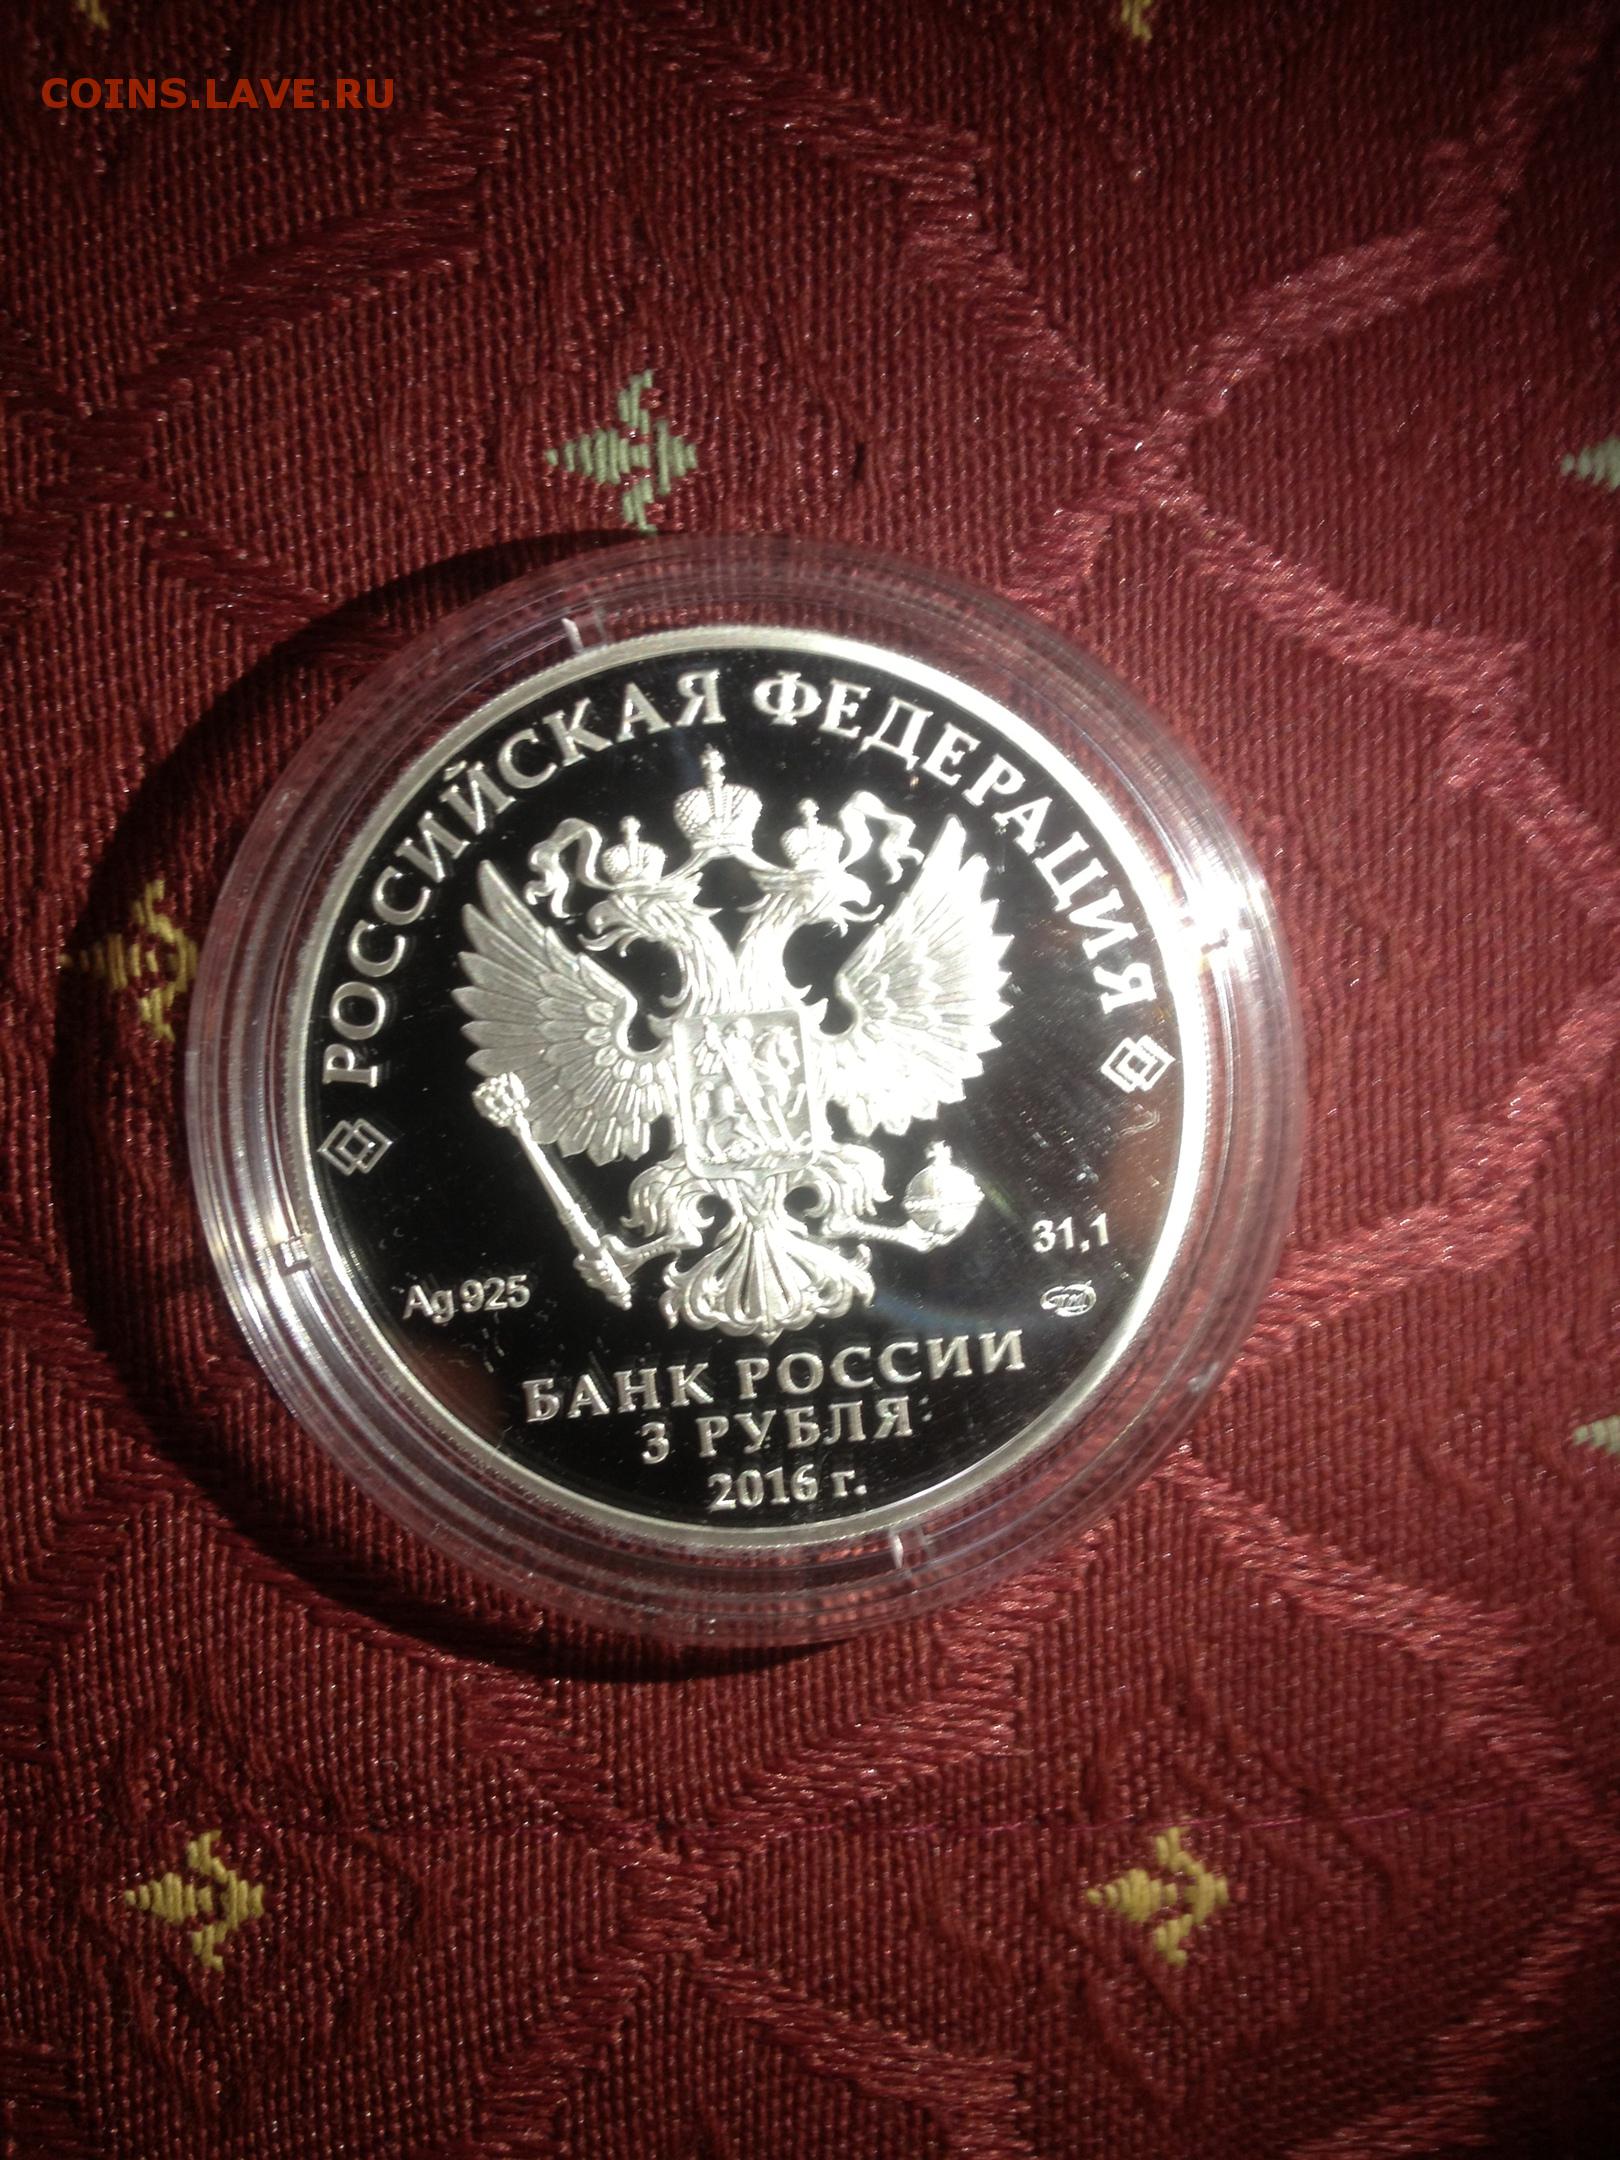 COINS.LAVE.RU
РОССИЙСКАЯ ФЕДЕРАЦИЯ
31,1
Ag 925
БАНК РОССИИ
3 РУБЛЯ
2016 г.